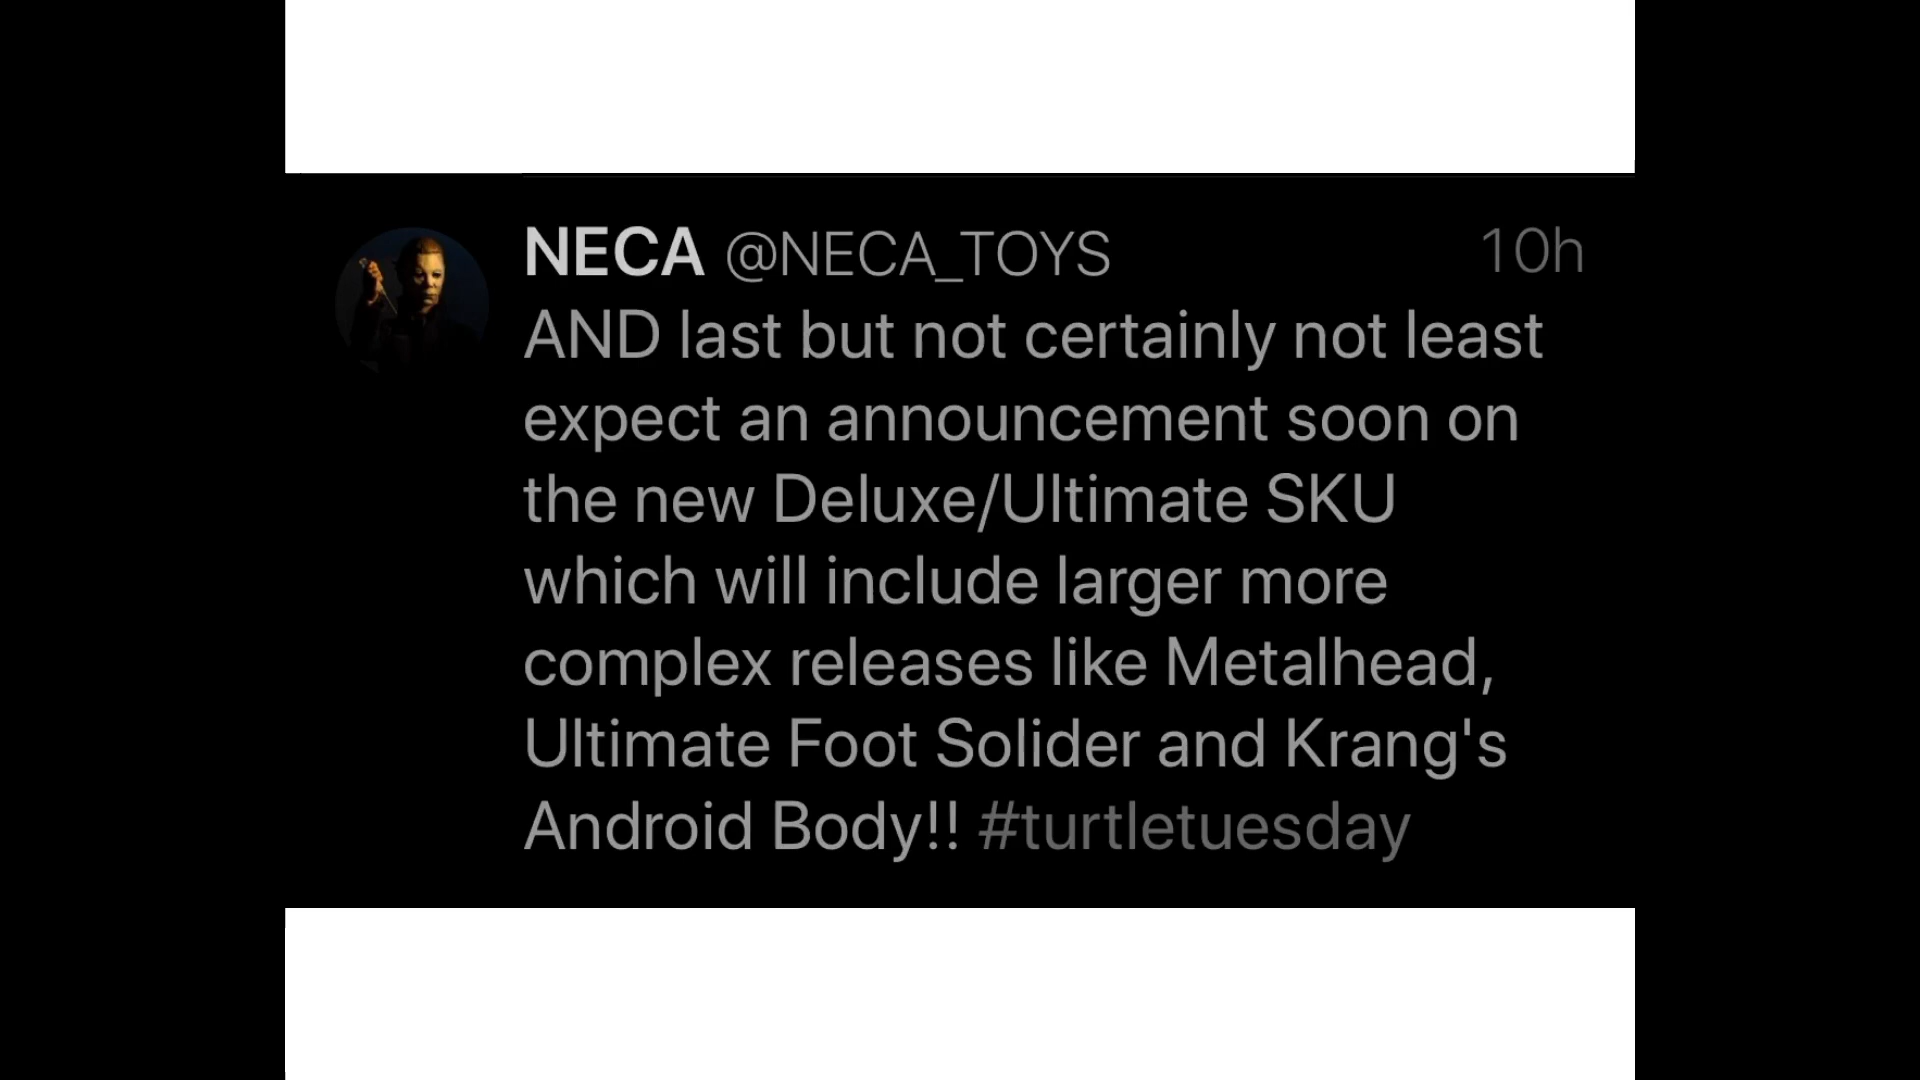 NECA @NECA_TOYS 10h
AND last but not certainly not least
expect an announcement soon on
the new Deluxe/Ultimate SKU
which will include larger more
complex releases like Metalhead,
Ultimate Foot Solider and Krang's
Android Body!! #turtletuesday